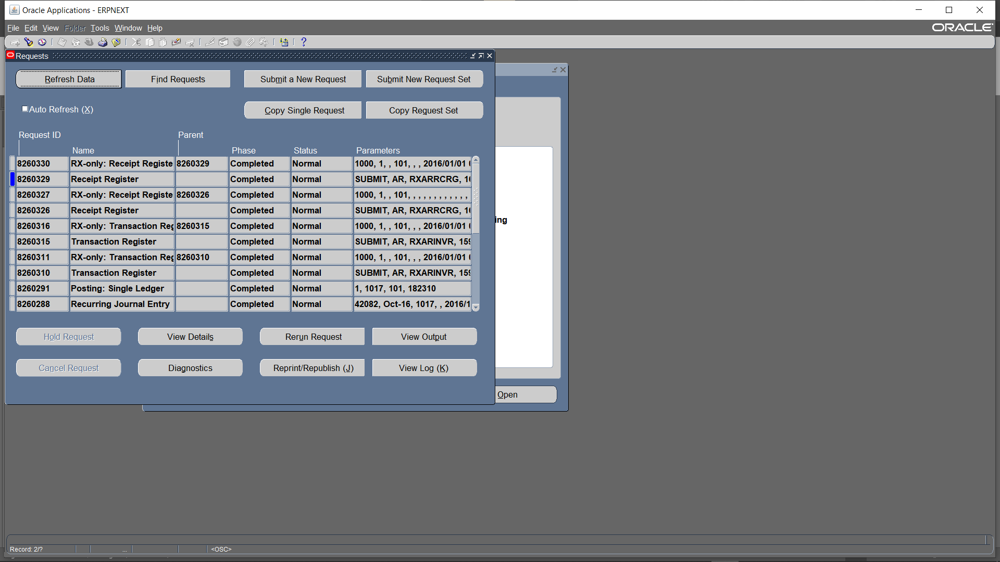 Oracle Applications - ERPNEXT
File Edit View Folder Tools Window Help
ORACLE
Requests
Refresh Data Find Requests Submit a New Request Submit New Request Set
Auto Refresh (X) Copy Single Request Copy Request Set
Request ID Parent
Name Phase Status Parameters
8260330 RX-only: Receipt Registe 8260329 Completed Normal 1000, 1, , 101, , , 2016/01/01
8260329 Receipt Register Completed Normal SUBMIT, AR, RXARRCRG, 10
8260327 RX-only: Receipt Registe 8260326 Completed Normal 1000, 1, , 101, , , , , , , , , , ,
8260326 Receipt Register Completed Normal SUBMIT, AR, RXARRCRG, 10
ing
8260316 RX-only: Transaction Reg 8260315 Completed Normal 1000, 1, , 101, , , 2016/01/01
8260315 Transaction Register Completed Normal SUBMIT, AR, RXARINVR, 159
8260311 RX-only: Transaction Reg 8260310 Completed Normal 1000, 1, , 101, , , 2016/01/01
8260310 Transaction Register Completed Normal SUBMIT, AR, RXARINVR, 159
8260291 Posting: Single Ledger Completed Normal 1, 1017, 101, 182310
8260288 Recurring Journal Entry Completed Normal 42082, Oct-16, 1017, , 2016/1
Hold Request View Details Rerun Request View Output
Cancel Request Diagnostics Reprint/Republish (J) View Log (K)
Open
Record: 2/? ... <OSC>